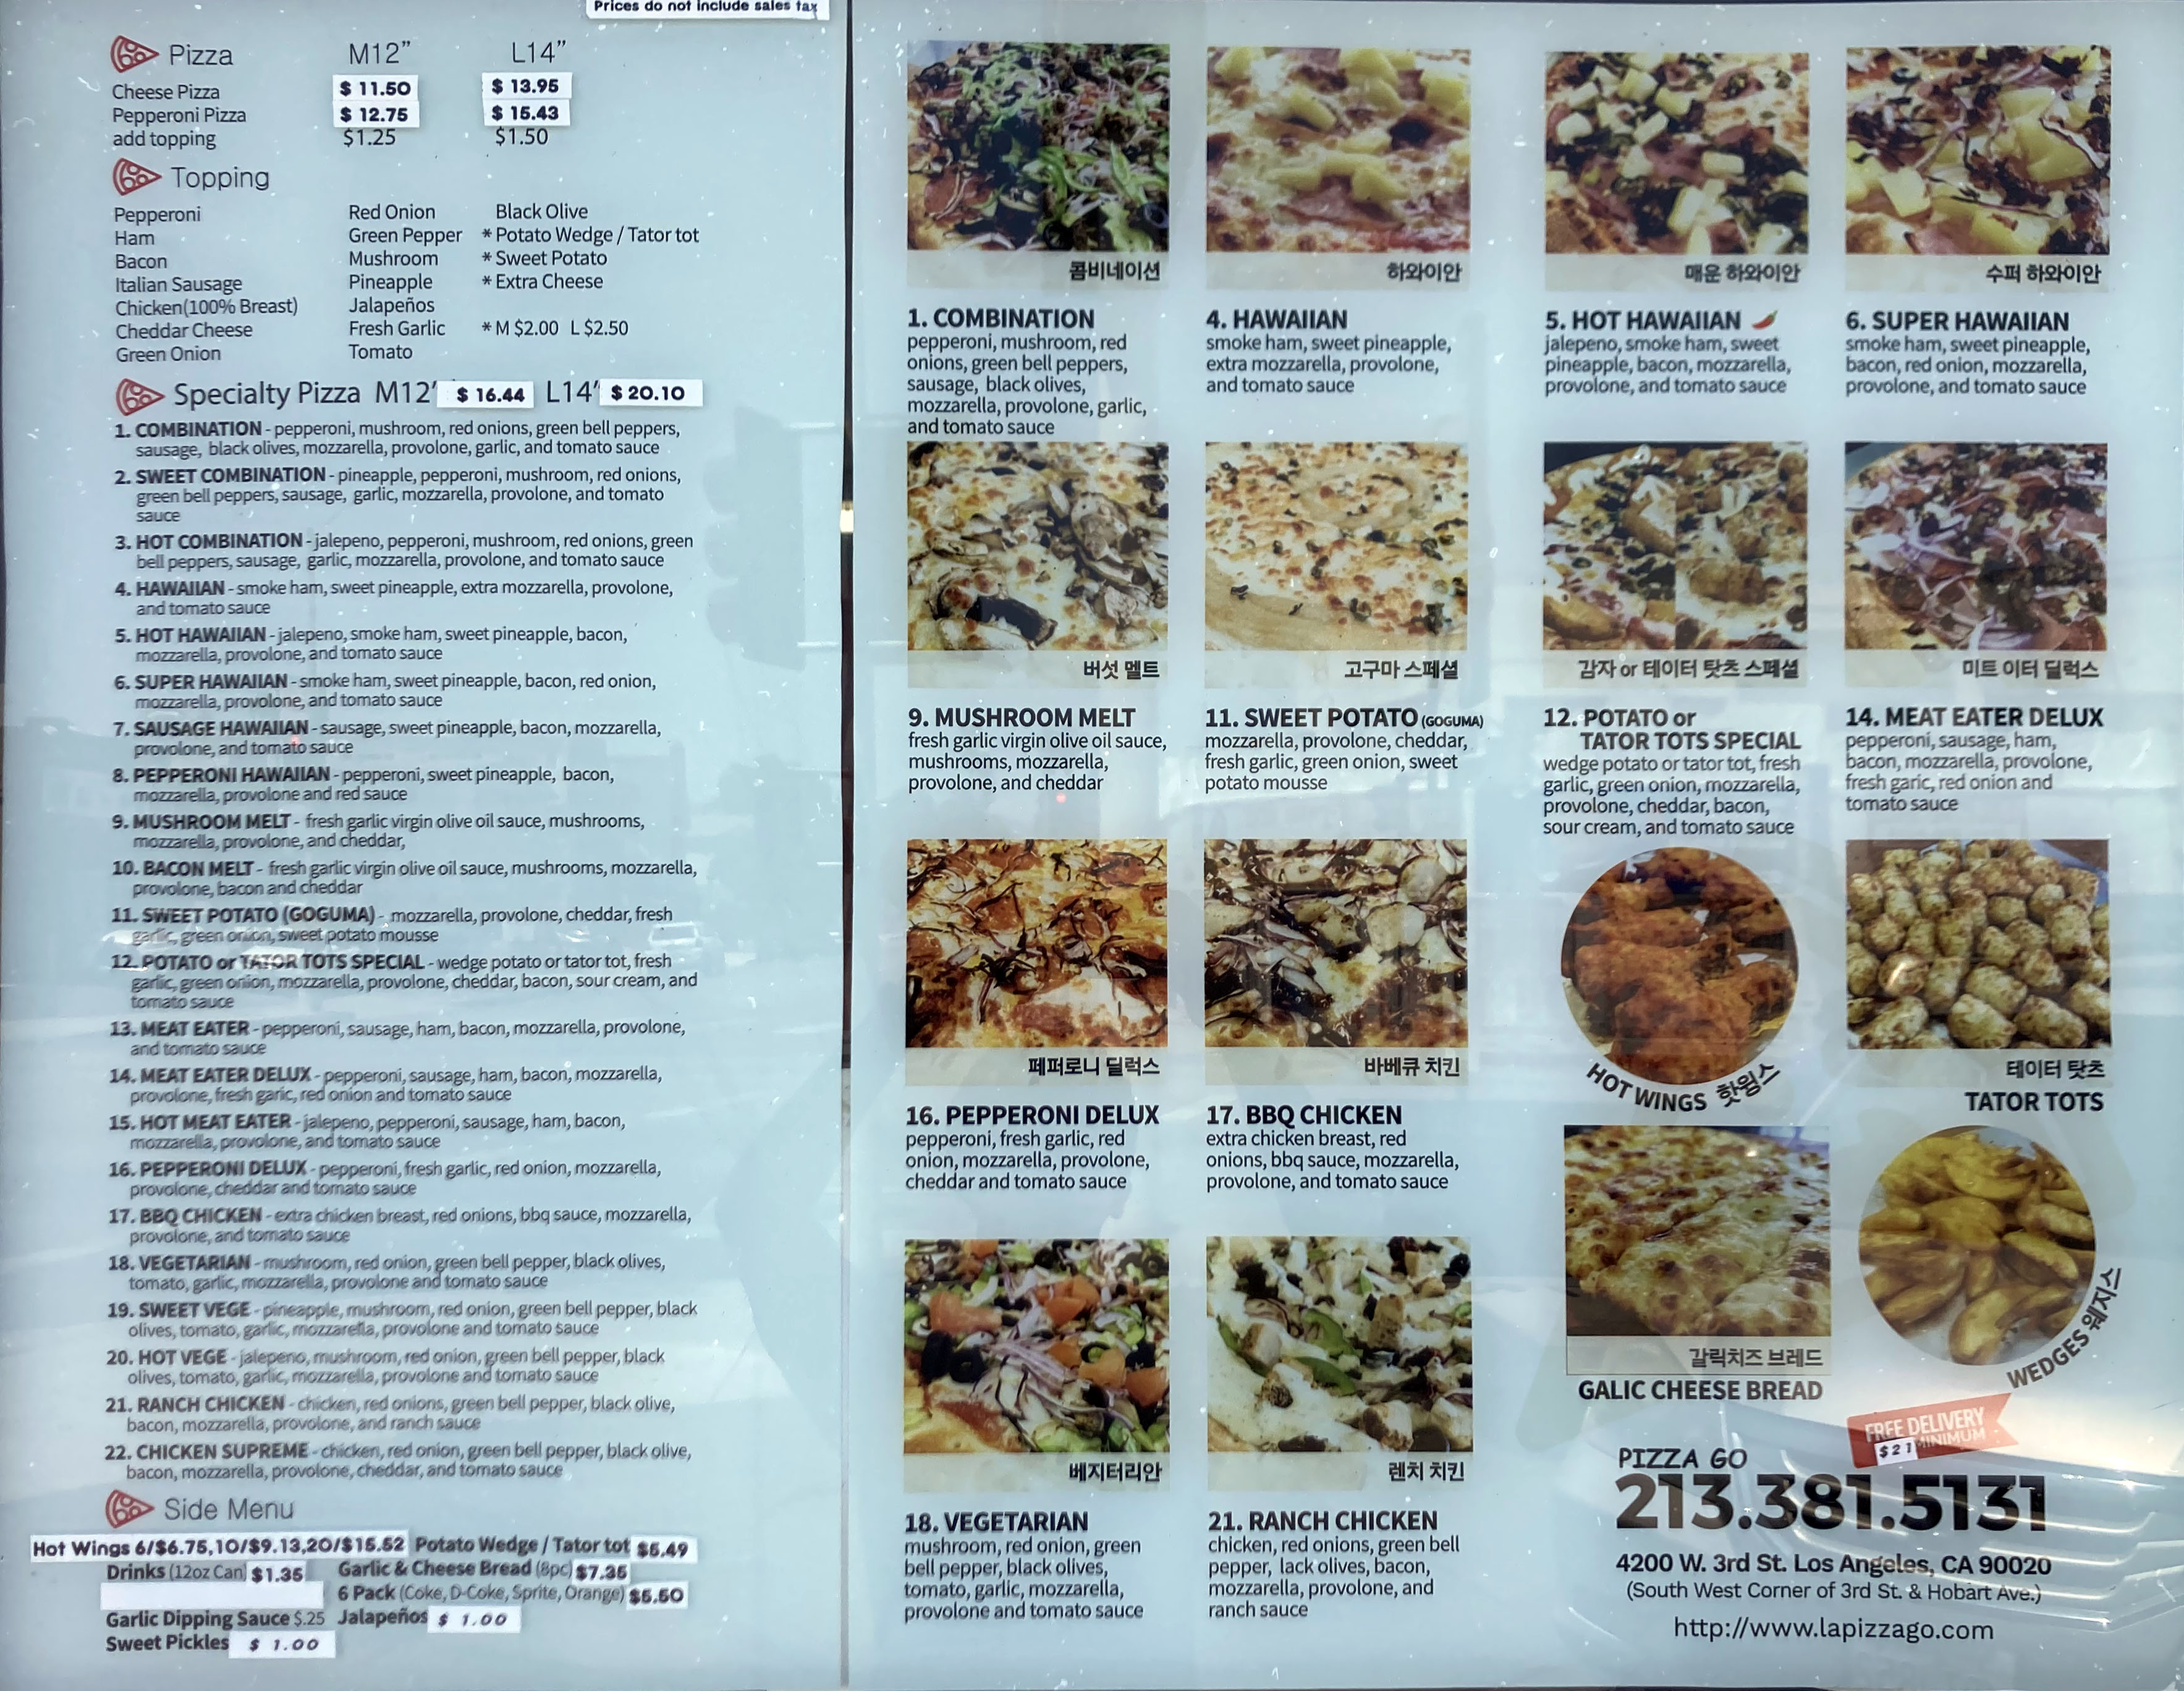 Prices do not include sales tax
Pizza M12” L14”
Cheese Pizza $ 11.50 $ 13.95
Pepperoni Pizza $ 12.75 $ 15.43
add topping $1.25 $1.50
Topping
Pepperoni Red Onion Black Olive
Ham Green Pepper * Potato Wedge / Tator tot
Bacon Mushroom * Sweet Potato
Italian Sausage Pineapple * Extra Cheese
Chicken(100% Breast) Jalapeños
Cheddar Cheese Fresh Garlic * M $2.00 L $2.50
Green Onion Tomato
Specialty Pizza M12’ $ 16.44 L14’ $ 20.10
1. COMBINATION - pepperoni, mushroom, red onions, green bell peppers,
sausage, black olives, mozzarella, provolone, garlic, and tomato sauce
2. SWEET COMBINATION - pineapple, pepperoni, mushroom, red onions,
green bell peppers, sausage, garlic, mozzarella, provolone, and tomato
sauce
3. HOT COMBINATION - jalepeno, pepperoni, mushroom, red onions, green
bell peppers, sausage, garlic, mozzarella, provolone, and tomato sauce
4. HAWAIIAN - smoke ham, sweet pineapple, extra mozzarella, provolone,
and tomato sauce
5. HOT HAWAIIAN - jalepeno, smoke ham, sweet pineapple, bacon,
mozzarella, provolone, and tomato sauce
6. SUPER HAWAIIAN - smoke ham, sweet pineapple, bacon, red onion,
mozzarella, provolone, and tomato sauce
7. SAUSAGE HAWAIIAN - sausage, sweet pineapple, bacon, mozzarella,
provolone, and tomato sauce
8. PEPPERONI HAWAIIAN - pepperoni, sweet pineapple, bacon,
mozzarella, provolone and red sauce
9. MUSHROOM MELT - fresh garlic virgin olive oil sauce, mushrooms,
mozzarella, provolone, and cheddar,
10. BACON MELT - fresh garlic virgin olive oil sauce, mushrooms, mozzarella,
provolone, bacon and cheddar
11. SWEET POTATO (GOGUMA) - mozzarella, provolone, cheddar, fresh
garlic, green onion, sweet potato mousse
12. POTATO or TATOR TOTS SPECIAL - wedge potato or tator tot, fresh
garlic, green onion, mozzarella, provolone, cheddar, bacon, sour cream, and
tomato sauce
13. MEAT EATER - pepperoni, sausage, ham, bacon, mozzarella, provolone,
and tomato sauce
14. MEAT EATER DELUX - pepperoni, sausage, ham, bacon, mozzarella,
provolone, fresh garic, red onion and tomato sauce
15. HOT MEAT EATER - jalepeno, pepperoni, sausage, ham, bacon,
mozzarella, provolone, and tomato sauce
16. PEPPERONI DELUX - pepperoni, fresh garlic, red onion, mozzarella,
provolone, cheddar and tomato sauce
17. BBQ CHICKEN - extra chicken breast, red onions, bbq sauce, mozzarella,
provolone, and tomato sauce
18. VEGETARIAN - mushroom, red onion, green bell pepper, black olives,
tomato, garlic, mozzarella, provolone and tomato sauce
19. SWEET VEGE - pineapple, mushroom, red onion, green bell pepper, black
olives, tomato, garlic, mozzarella, provolone and tomato sauce
20. HOT VEGE - jalepeno, mushroom, red onion, green bell pepper, black
olives, tomato, garlic, mozzarella, provolone and tomato sauce
21. RANCH CHICKEN - chicken, red onions, green bell pepper, black olive,
bacon, mozzarella, provolone, and ranch sauce
22. CHICKEN SUPREME - chicken, red onion, green bell pepper, black olive,
bacon, mozzarella, provolone, cheddar, and tomato sauce
Side Menu
Hot Wings 6/$6.75,10/$9.13,20/$15.52 Potato Wedge / Tator tot $5.49
Drinks (12oz Can) $1.35 Garlic & Cheese Bread (8pc) $7.35
6 Pack (Coke, D-Coke, Sprite, Orange) $5.50
Garlic Dipping Sauce $.25 Jalapeños $ 1.00
Sweet Pickles $ 1.00
콤비네이션
1. COMBINATION
pepperoni, mushroom, red
onions, green bell peppers,
sausage, black olives,
mozzarella, provolone, garlic,
and tomato sauce
하와이안
4. HAWAIIAN
smoke ham, sweet pineapple,
extra mozzarella, provolone,
and tomato sauce
매운 하와이안
5. HOT HAWAIIAN
jalepeno, smoke ham, sweet
pineapple, bacon, mozzarella,
provolone, and tomato sauce
수퍼 하와이안
6. SUPER HAWAIIAN
smoke ham, sweet pineapple,
bacon, red onion, mozzarella,
provolone, and tomato sauce
버섯 멜트
9. MUSHROOM MELT
fresh garlic virgin olive oil sauce,
mushrooms, mozzarella,
provolone, and cheddar
고구마 스페셜
11. SWEET POTATO (GOGUMA)
mozzarella, provolone, cheddar,
fresh garlic, green onion, sweet
potato mousse
감자 or 테이터 탓츠 스페셜
12. POTATO or
TATOR TOTS SPECIAL
wedge potato or tator tot, fresh
garlic, green onion, mozzarella,
provolone, cheddar, bacon,
sour cream, and tomato sauce
미트 이터 딜럭스
14. MEAT EATER DELUX
pepperoni, sausage, ham,
bacon, mozzarella, provolone,
fresh garic, red onion and
tomato sauce
페퍼로니 딜럭스
16. PEPPERONI DELUX
pepperoni, fresh garlic, red
onion, mozzarella, provolone,
cheddar and tomato sauce
바베큐 치킨
17. BBQ CHICKEN
extra chicken breast, red
onions, bbq sauce, mozzarella,
provolone, and tomato sauce
HOT WINGS 핫윙스
테이터 탓츠
TATOR TOTS
베지터리안
18. VEGETARIAN
mushroom, red onion, green
bell pepper, black olives,
tomato, garlic, mozzarella,
provolone and tomato sauce
렌치 치킨
21. RANCH CHICKEN
chicken, red onions, green bell
pepper, lack olives, bacon,
mozzarella, provolone, and
ranch sauce
갈릭치즈 브레드
GALIC CHEESE BREAD
WEDGES 웨지스
FREE DELIVERY
$21 MINIMUM
PIZZA GO
213.381.5131
4200 W. 3rd St. Los Angeles, CA 90020
(South West Corner of 3rd St. & Hobart Ave.)
http://www.lapizzago.com